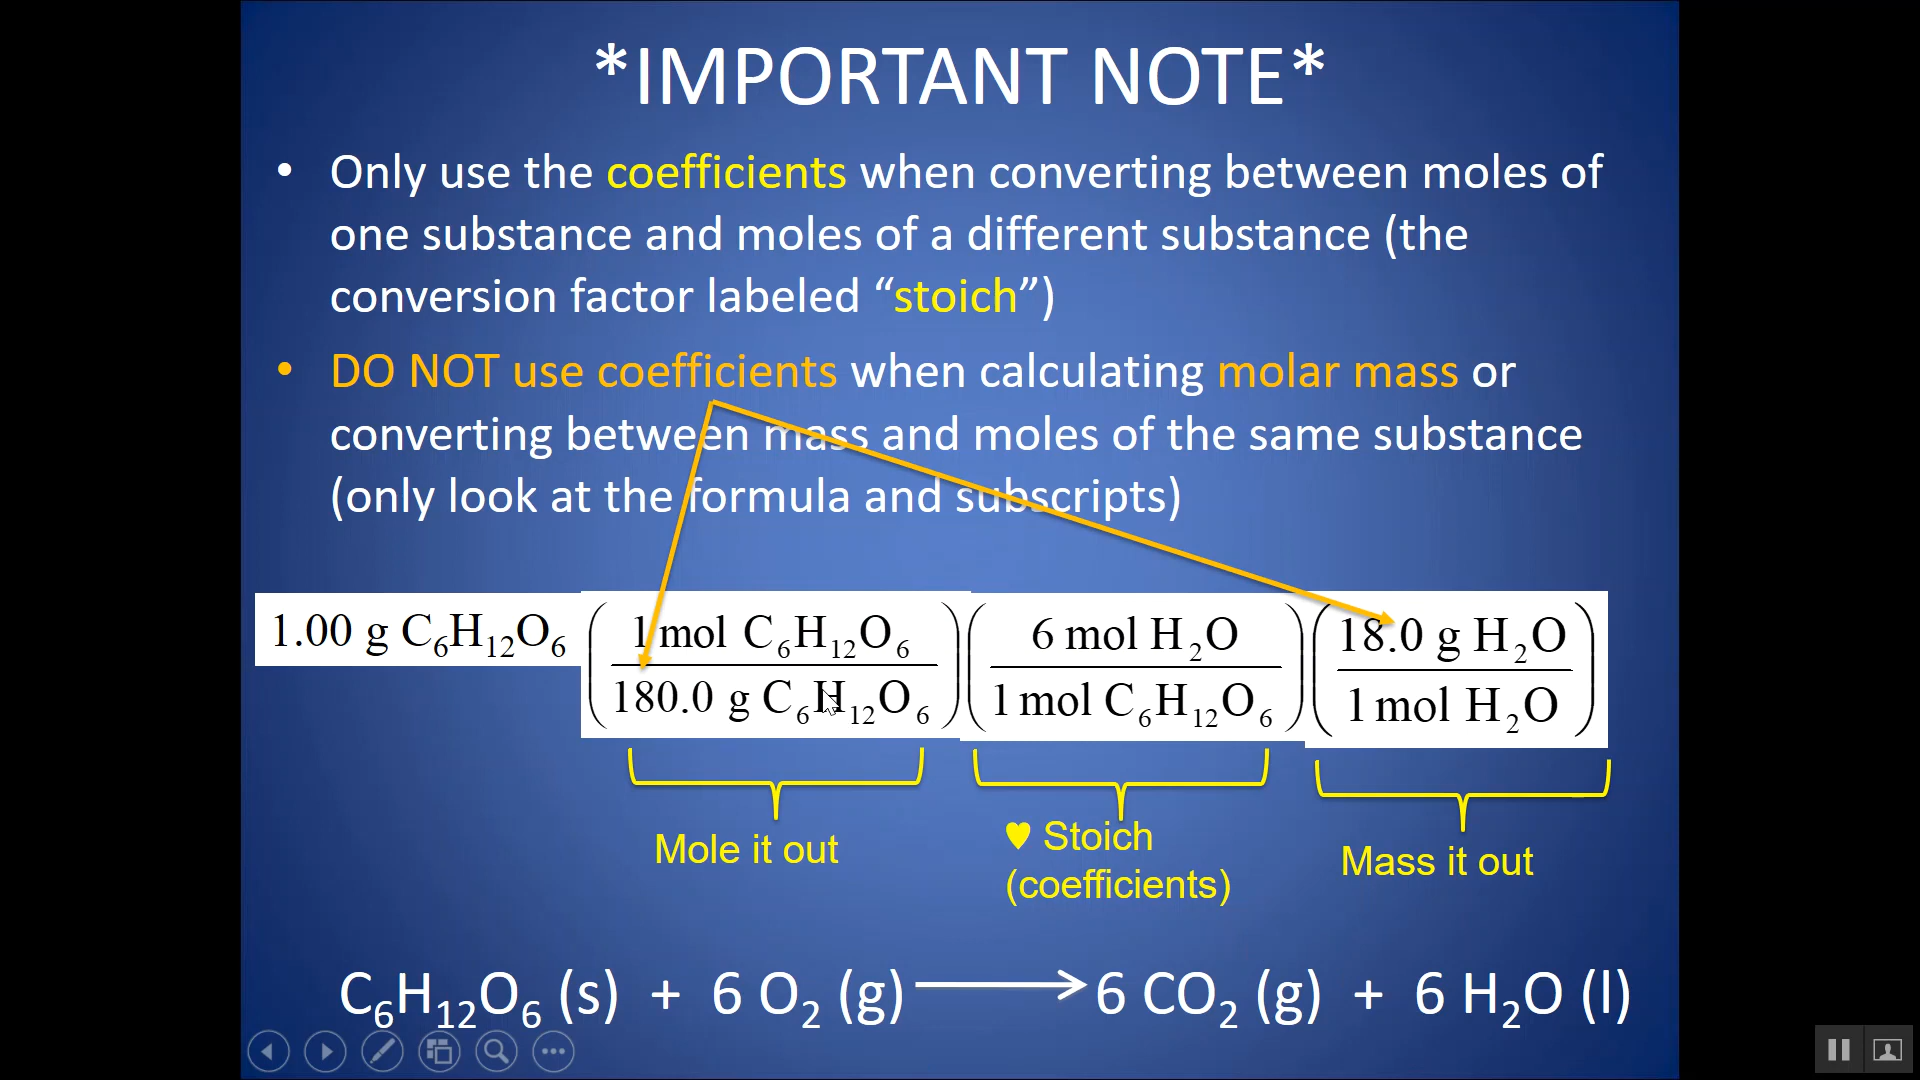 *IMPORTANT NOTE*
• Only use the coefficients when converting between moles of
one substance and moles of a different substance (the
conversion factor labeled “stoich”)
• DO NOT use coefficients when calculating molar mass or
converting between mass and moles of the same substance
(only look at the formula and subscripts)
1.00 g C₆H₁₂O₆ (1 mol C₆H₁₂O₆ / 180.0 g C₆H₁₂O₆) (6 mol H₂O / 1 mol C₆H₁₂O₆) (18.0 g H₂O / 1 mol H₂O)
Mole it out
♥ Stoich
(coefficients)
Mass it out
C₆H₁₂O₆ (s) + 6 O₂ (g) ⟶ 6 CO₂ (g) + 6 H₂O (l)